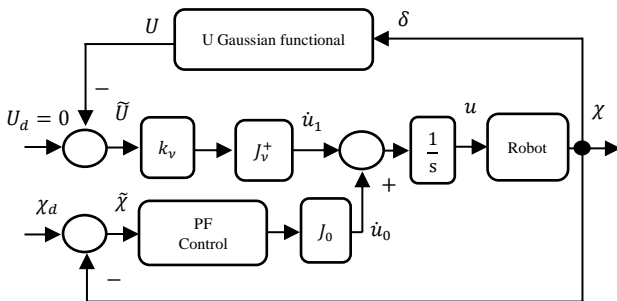 U
U Gaussian functional
δ
−
U_d = 0
Ũ
k_ν
J_ν^+
u̇_1
1/s
u
Robot
χ
+
χ_d
χ̃
PF
Control
J_0
u̇_0
−